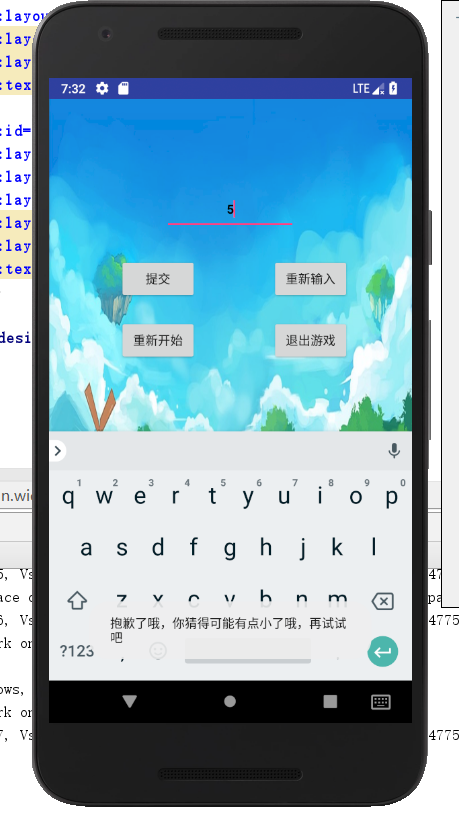 :layou
:lay
:lay
:tex
:id=
:lay
:lay
:lay
:lay
:lay
:tex
desi
n.wid
7:32
LTE
5
提交
重新输入
重新开始
退出游戏
1 2 3 4 5 6 7 8 9 0
q w e r t y u i o p
a s d f g h j k l
z x c v b n m
抱歉了哦，你猜得可能有点小了哦，再试试
吧
?123
5, Vs
47
ace o
pa
6, Vs
4775
rk on
ows,
rk on
7, Vs
4775